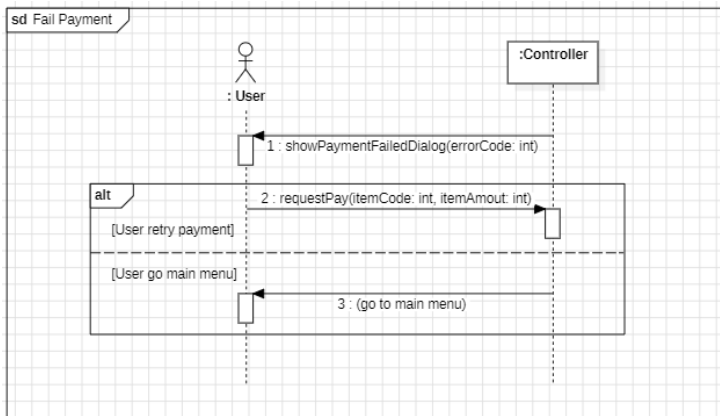 sd Fail Payment
:Controller
: User
1 : showPaymentFailedDialog(errorCode: int)
alt
2 : requestPay(itemCode: int, itemAmout: int)
[User retry payment]
[User go main menu]
3 : (go to main menu)